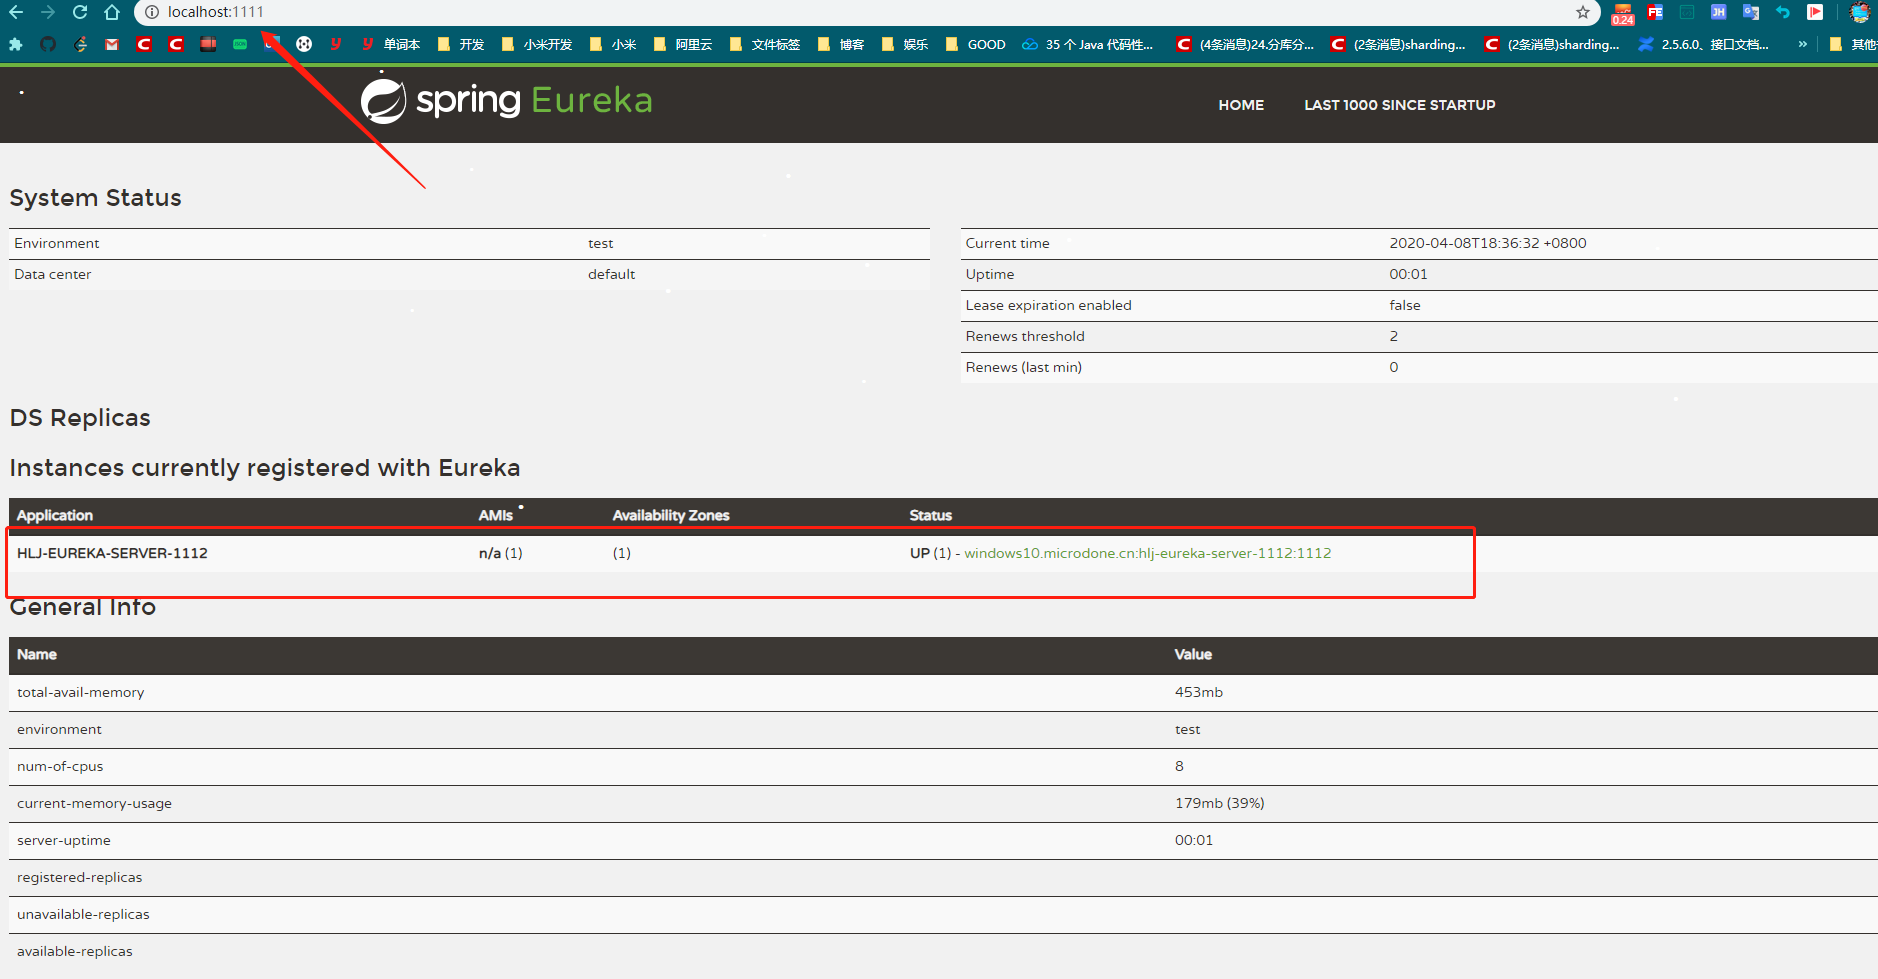 localhost:1111
0.24
单词本 开发 小米开发 小米 阿里云 文件标签 博客 娱乐 GOOD 35 个 Java 代码性... (4条消息)24.分库分... (2条消息)sharding... (2条消息)sharding... 2.5.6.0、接口文档... » 其他
spring Eureka
HOME LAST 1000 SINCE STARTUP
System Status
Environment test
Data center default
Current time 2020-04-08T18:36:32 +0800
Uptime 00:01
Lease expiration enabled false
Renews threshold 2
Renews (last min) 0
DS Replicas
Instances currently registered with Eureka
Application AMIs Availability Zones Status
HLJ-EUREKA-SERVER-1112 n/a (1) (1) UP (1) - windows10.microdone.cn:hlj-eureka-server-1112:1112
General Info
Name Value
total-avail-memory 453mb
environment test
num-of-cpus 8
current-memory-usage 179mb (39%)
server-uptime 00:01
registered-replicas
unavailable-replicas
available-replicas